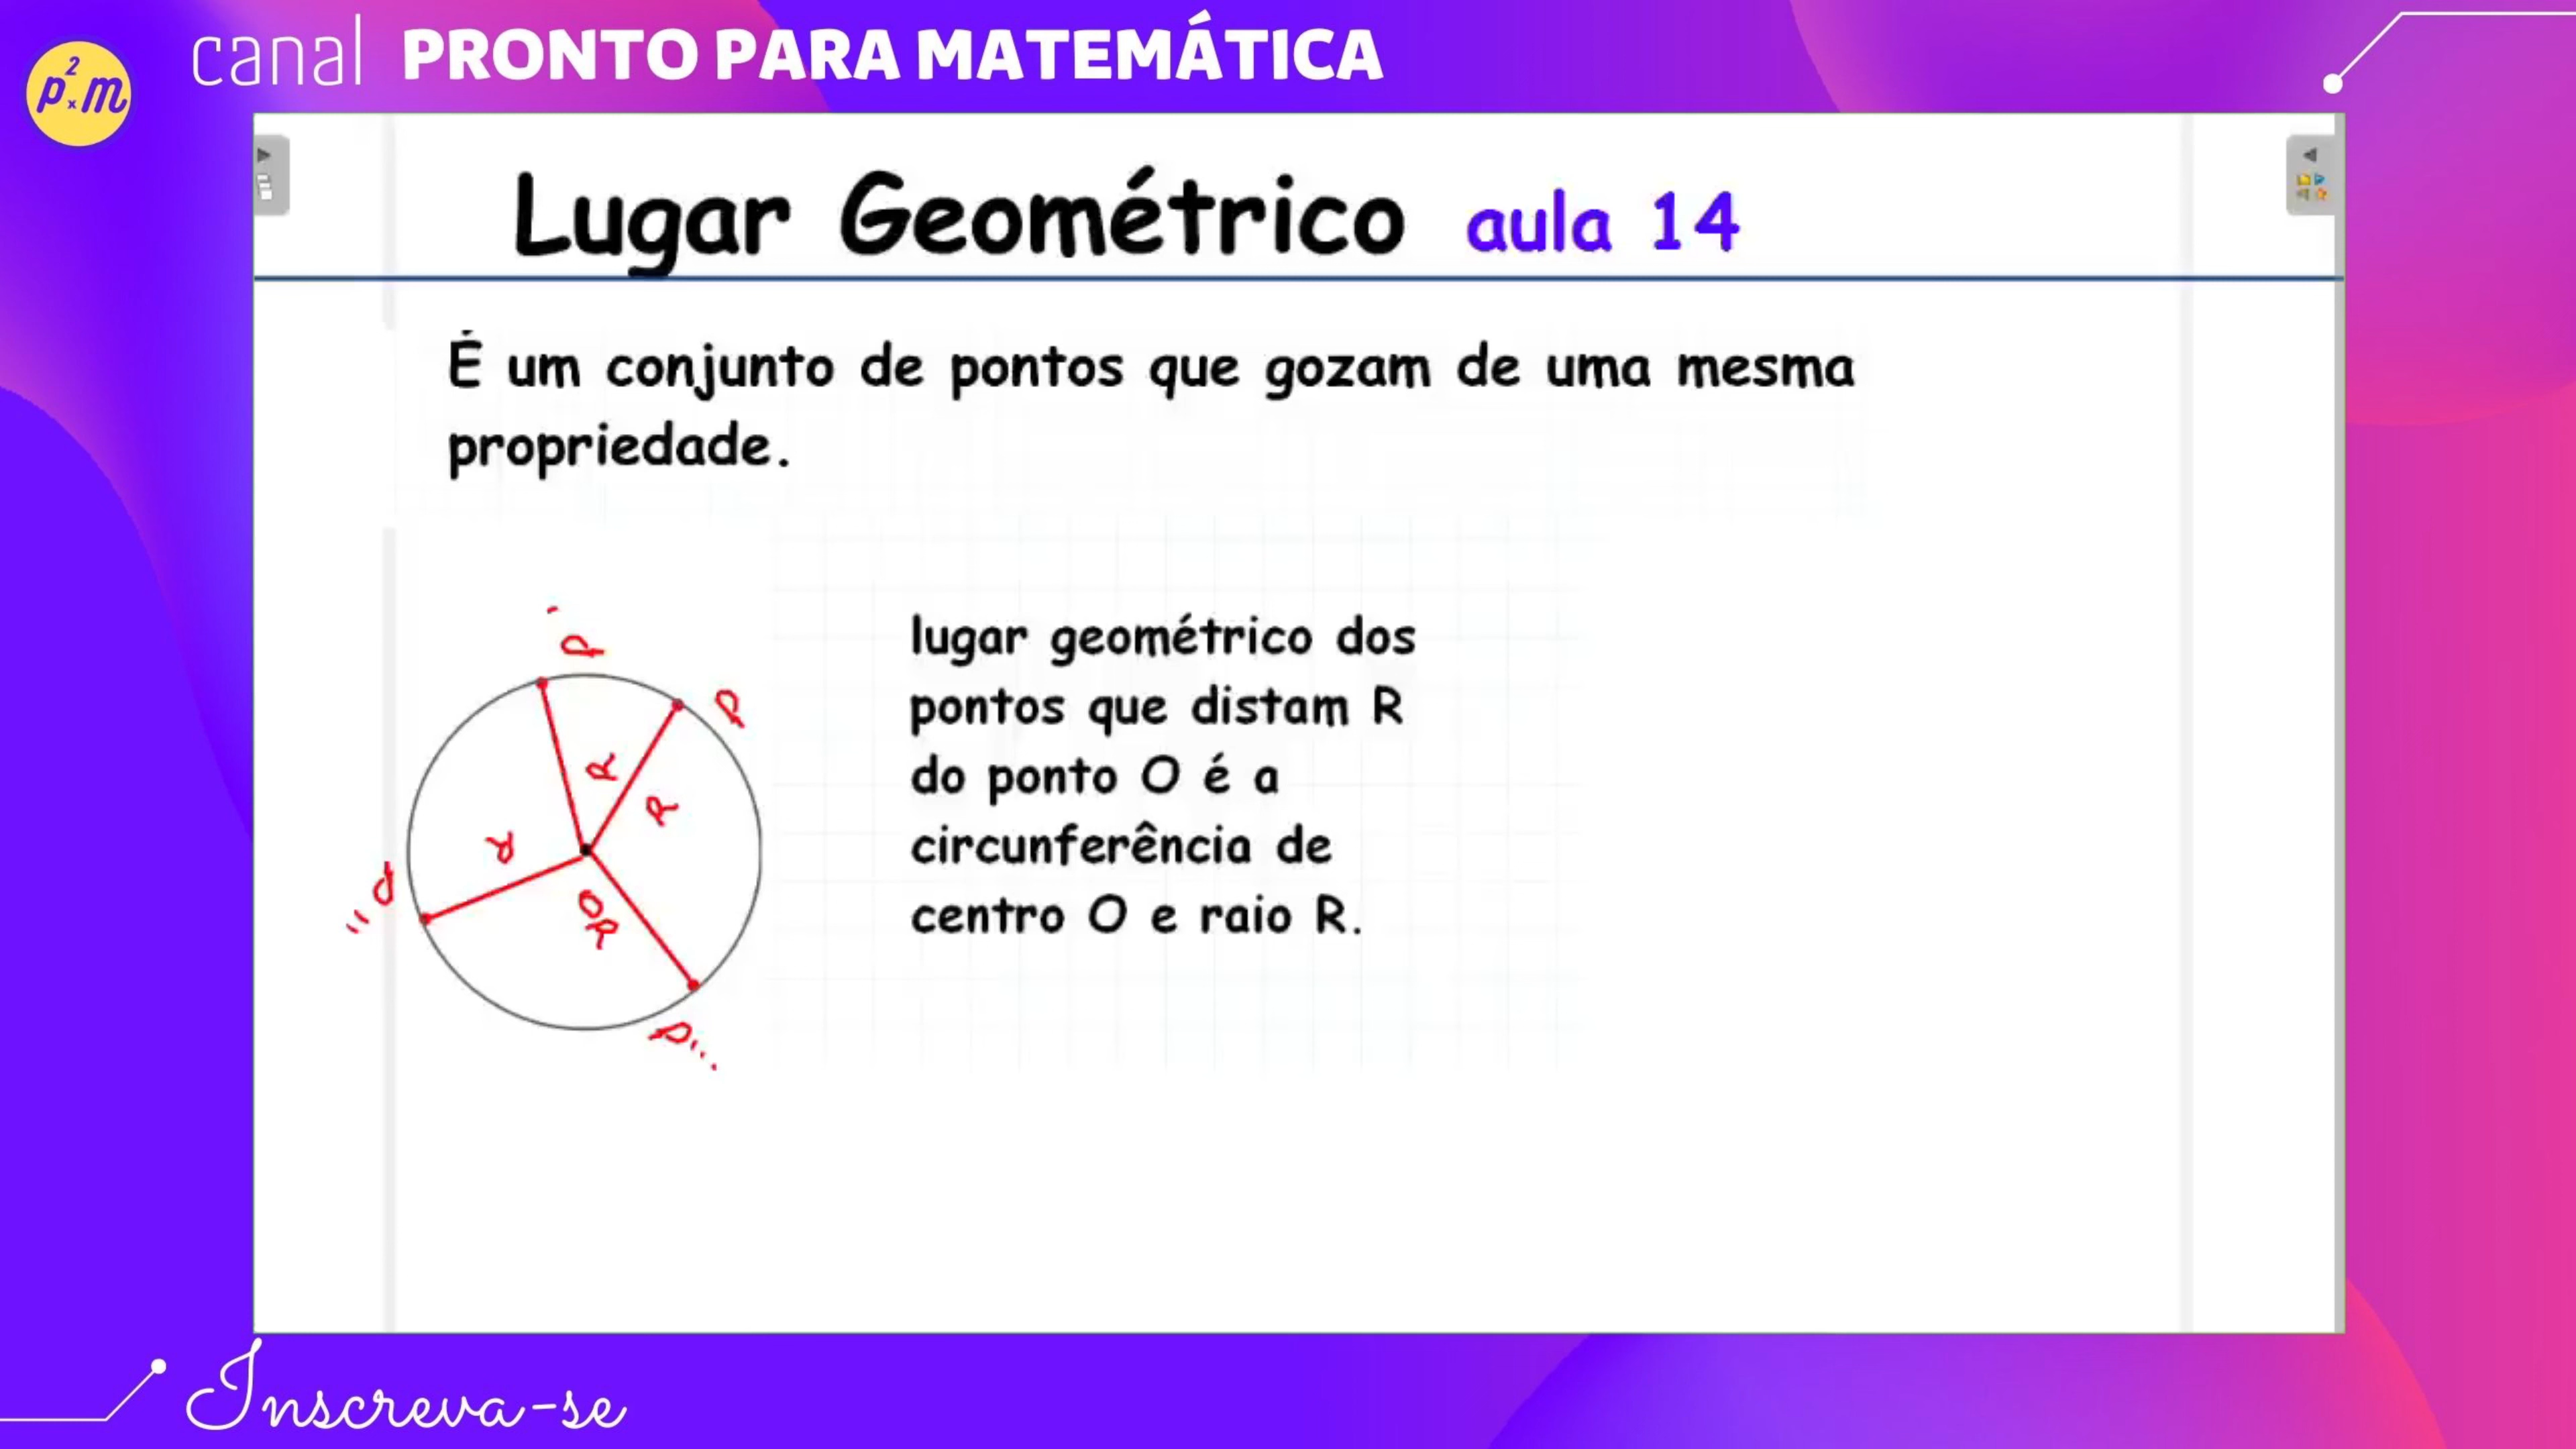 canal PRONTO PARA MATEMÁTICA
p²xm
Lugar Geométrico aula 14
É um conjunto de pontos que gozam de uma mesma
propriedade.
P'
P
R
R
R
P''
O
R
P'''
lugar geométrico dos
pontos que distam R
do ponto O é a
circunferência de
centro O e raio R.
Inscreva-se